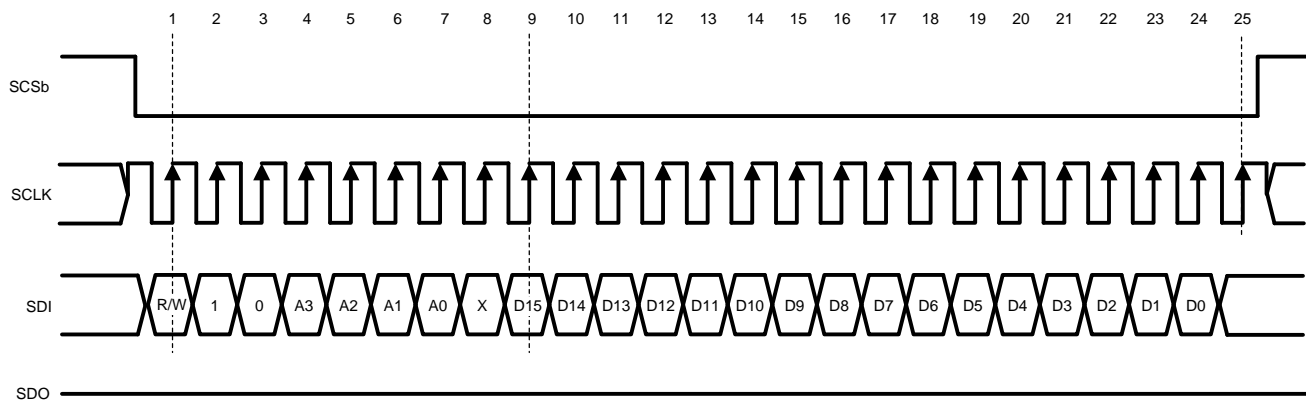 1 2 3 4 5 6 7 8 9 10 11 12 13 14 15 16 17 18 19 20 21 22 23 24 25
SCSb
SCLK
SDI R/W 1 0 A3 A2 A1 A0 X D15 D14 D13 D12 D11 D10 D9 D8 D7 D6 D5 D4 D3 D2 D1 D0
SDO